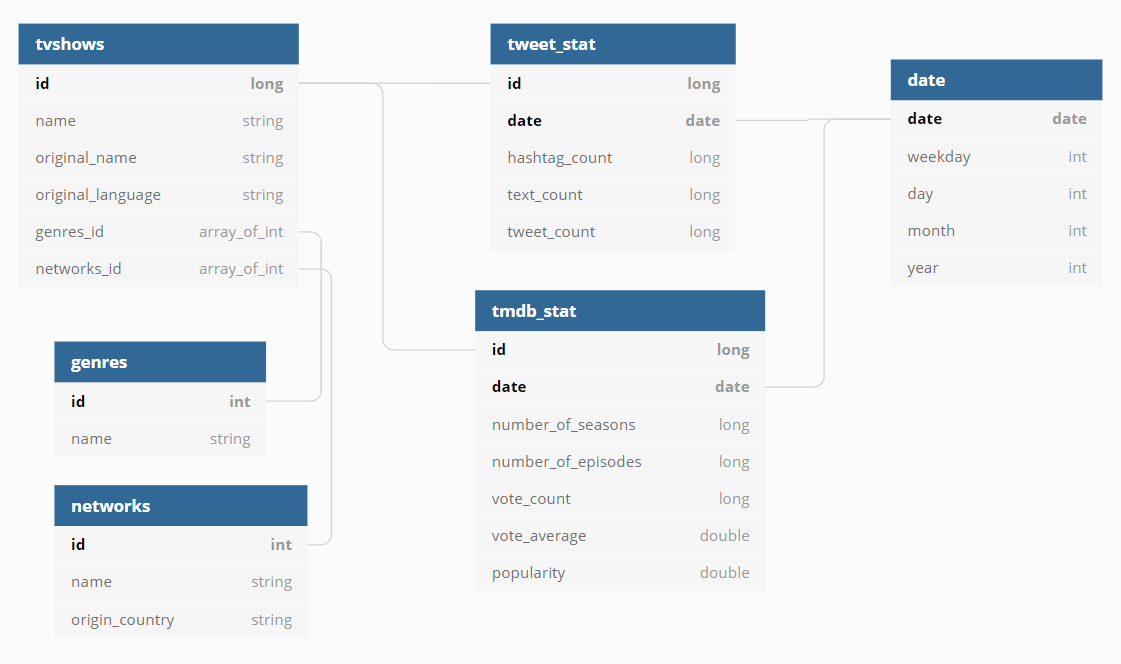 tvshows
id long
name string
original_name string
original_language string
genres_id array_of_int
networks_id array_of_int
genres
id int
name string
networks
id int
name string
origin_country string
tweet_stat
id long
date date
hashtag_count long
text_count long
tweet_count long
tmdb_stat
id long
date date
number_of_seasons long
number_of_episodes long
vote_count long
vote_average double
popularity double
date
date date
weekday int
day int
month int
year int